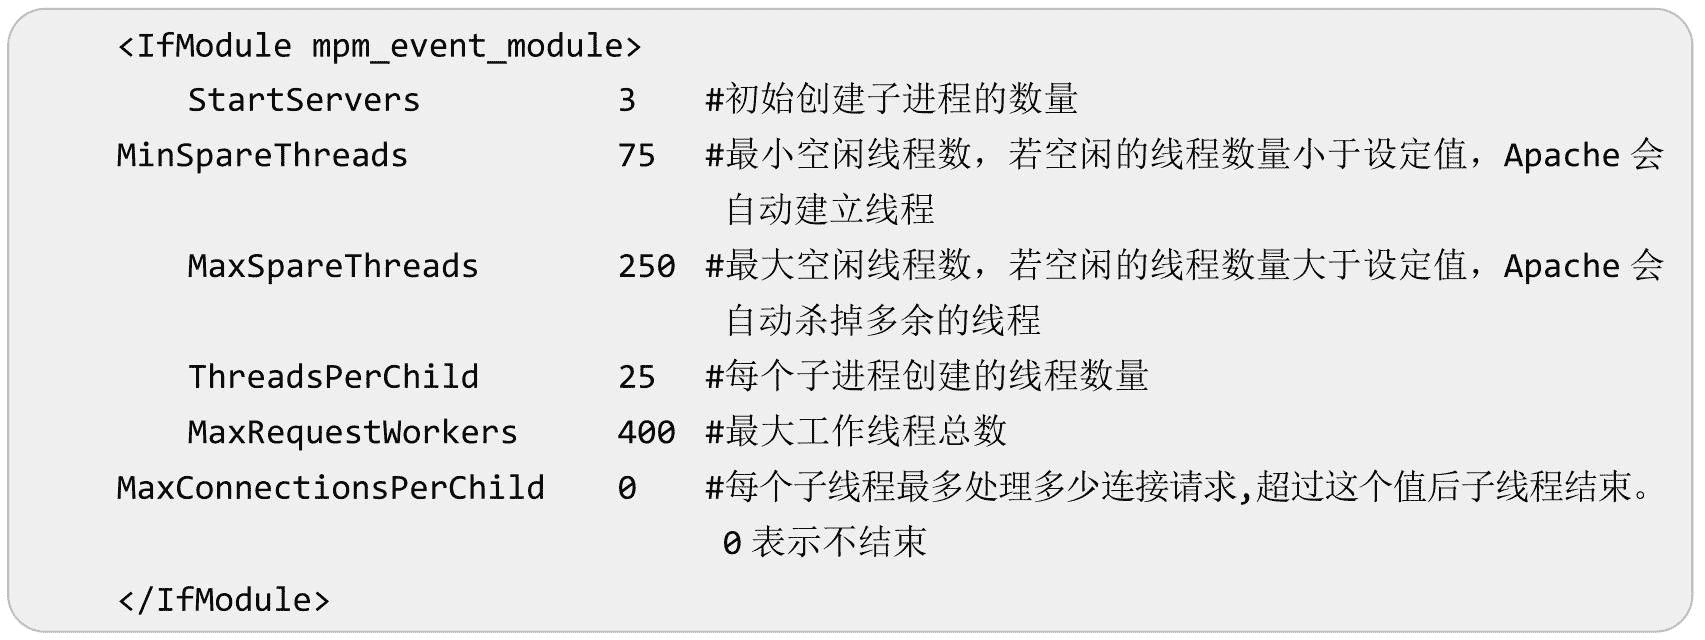 <IfModule mpm_event_module>
StartServers 3 #初始创建子进程的数量
MinSpareThreads 75 #最小空闲线程数，若空闲的线程数量小于设定值，Apache 会
自动建立线程
MaxSpareThreads 250 #最大空闲线程数，若空闲的线程数量大于设定值，Apache 会
自动杀掉多余的线程
ThreadsPerChild 25 #每个子进程创建的线程数量
MaxRequestWorkers 400 #最大工作线程总数
MaxConnectionsPerChild 0 #每个子线程最多处理多少连接请求,超过这个值后子线程结束。
0 表示不结束
</IfModule>